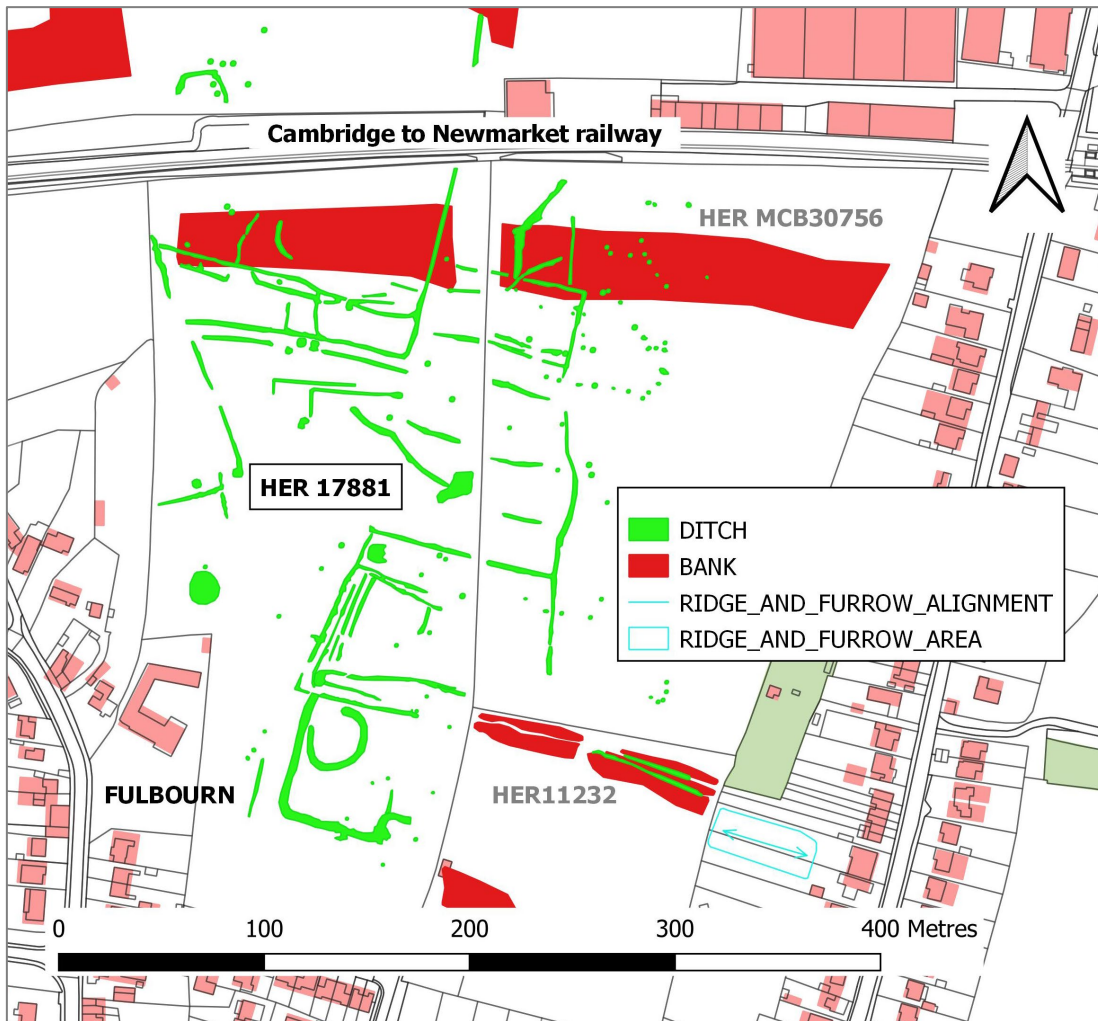 Cambridge to Newmarket railway
HER MCB30756
HER 17881
DITCH
BANK
RIDGE_AND_FURROW_ALIGNMENT
RIDGE_AND_FURROW_AREA
FULBOURN
HER11232
0 100 200 300 400 Metres